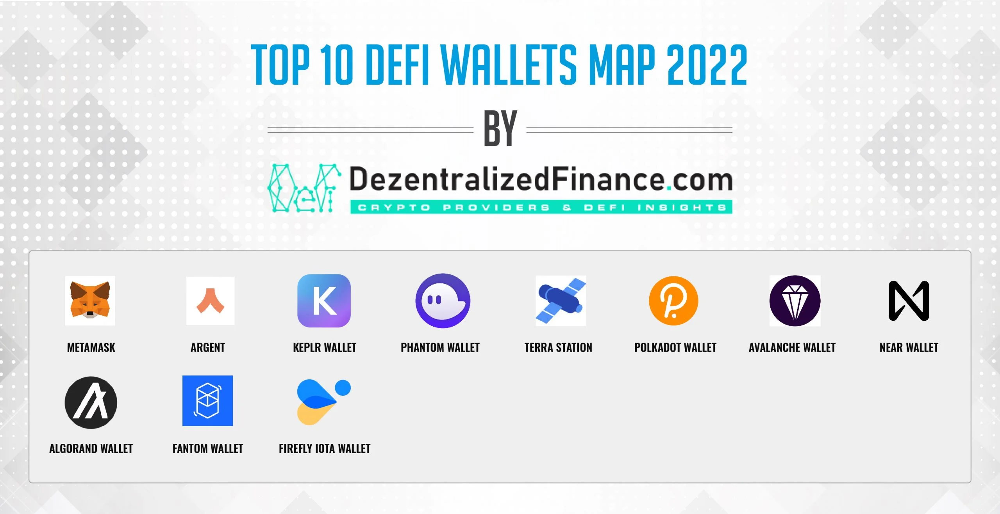 TOP 10 DEFI WALLETS MAP 2022
BY
DeFi
DezentralizedFinance.com
CRYPTO PROVIDERS & DEFI INSIGHTS
K
METAMASK
ARGENT
KEPLR WALLET
PHANTOM WALLET
TERRA STATION
POLKADOT WALLET
AVALANCHE WALLET
NEAR WALLET
ALGORAND WALLET
FANTOM WALLET
FIREFLY IOTA WALLET